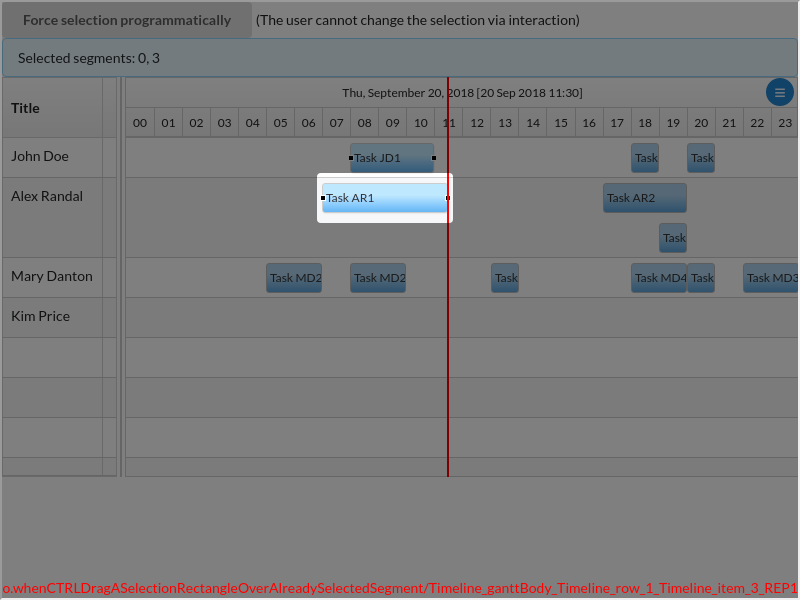 Force selection programmatically (The user cannot change the selection via interaction)
Selected segments: 0, 3
Title
Thu, September 20, 2018 [20 Sep 2018 11:30]
00 01 02 03 04 05 06 07 08 09 10 11 12 13 14 15 16 17 18 19 20 21 22 23
John Doe Task JD1 Task Task
Alex Randal Task AR1 Task AR2
Task
Mary Danton Task MD2 Task MD2 Task Task MD4 Task Task MD3
Kim Price
o.whenCTRLDragASelectionRectangleOverAlreadySelectedSegment/Timeline_ganttBody_Timeline_row_1_Timeline_item_3_REP1